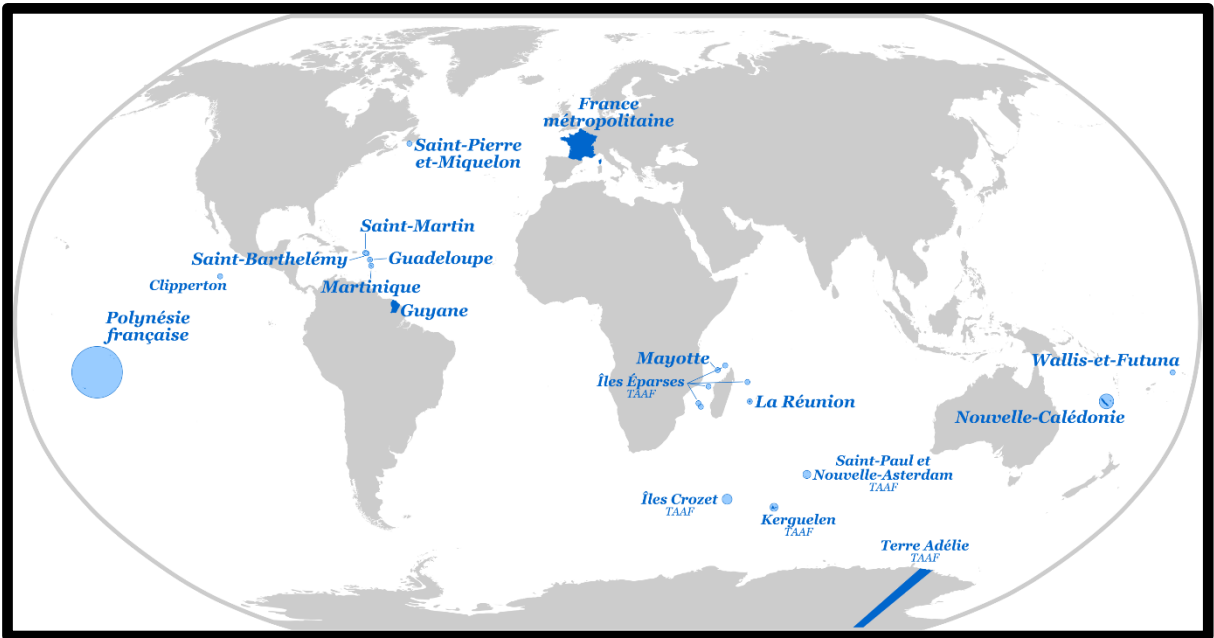 France
métropolitaine
Saint-Pierre
et-Miquelon
Saint-Martin
Saint-Barthelémy
Guadeloupe
Clipperton
Martinique
Guyane
Polynésie
française
Mayotte
Îles Éparses
TAAF
La Réunion
Wallis-et-Futuna
Nouvelle-Calédonie
Saint-Paul et
Nouvelle-Asterdam
TAAF
Îles Crozet
TAAF
Kerguelen
TAAF
Terre Adélie
TAAF